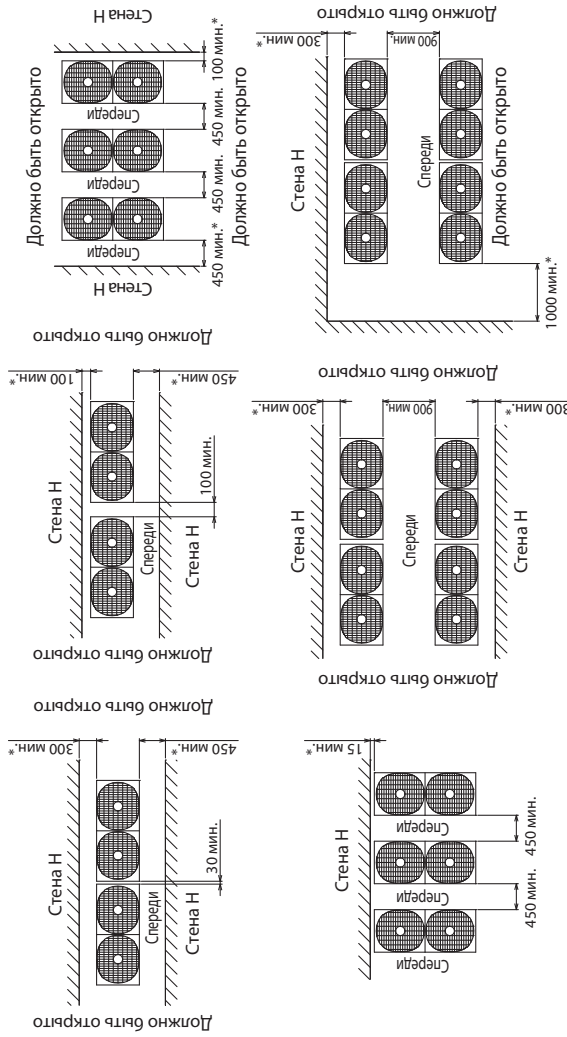 Должно быть открыто
Стена Н
300 мин.*
Спереди
30 мин.
450 мин.*
Стена Н
Должно быть открыто
Должно быть открыто
Стена Н
100 мин.*
Спереди
100 мин.
450 мин.*
Стена Н
Должно быть открыто
Должно быть открыто
Стена Н
Стена Н
Спереди
Спереди
Спереди
450 мин.*
450 мин.
450 мин.
100 мин.*
Должно быть открыто
Стена Н
15 мин.*
Спереди
Спереди
Спереди
450 мин.
450 мин.
Должно быть открыто
Стена Н
300 мин.*
Спереди
900 мин.
300 мин.*
Стена Н
Должно быть открыто
Стена Н
300 мин.*
Спереди
900 мин.
Должно быть открыто
1000 мин.*
Должно быть открыто